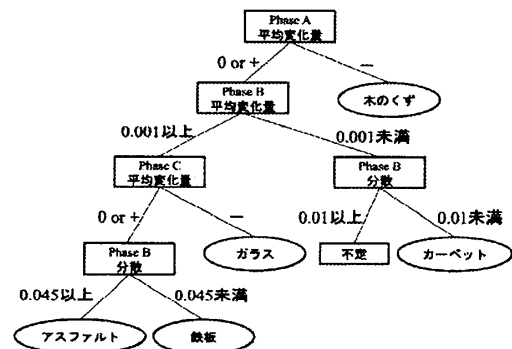 Phase A
平均変化量
0 or +
－
Phase B
平均変化量
木のくず
0.001以上
0.001未満
Phase C
平均変化量
Phase B
分散
0 or +
－
0.01以上
0.01未満
Phase B
分散
ガラス
不定
カーペット
0.045以上
0.045未満
アスファルト
鉄板